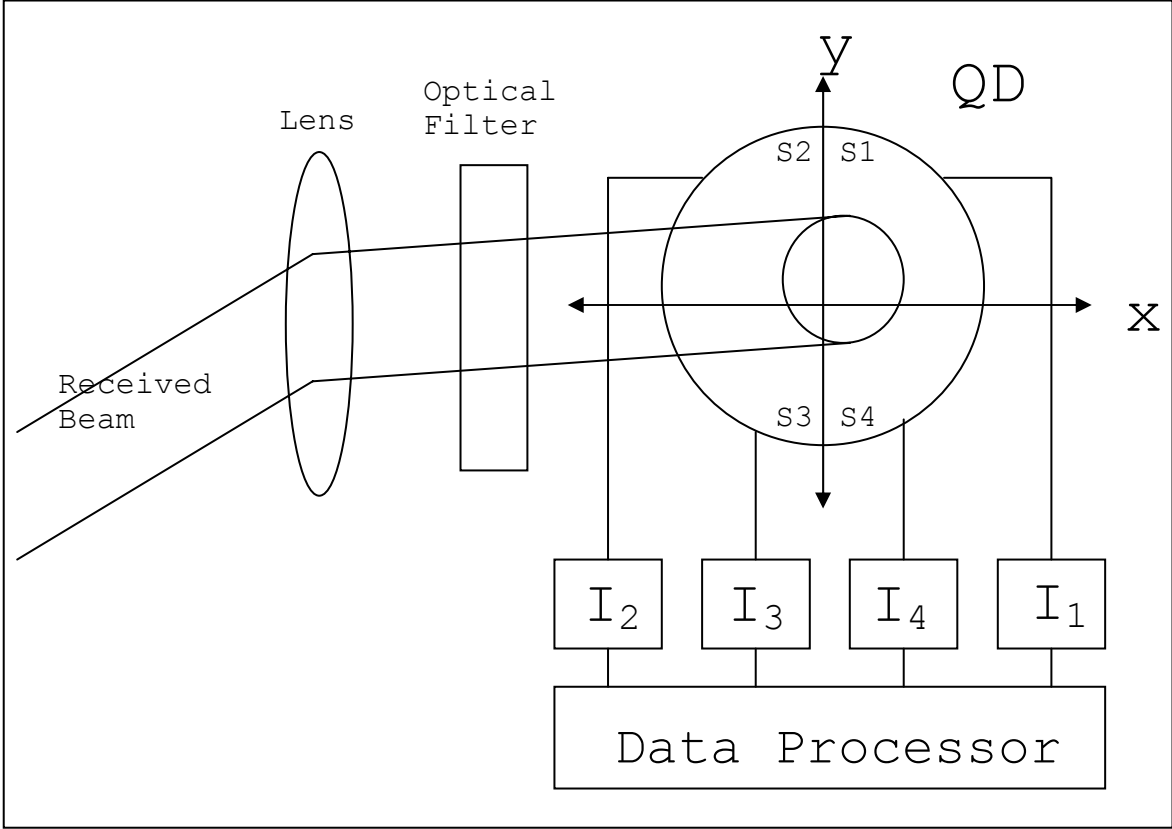 y
QD
Optical
Filter
Lens
S2 S1
x
Received
Beam
S3 S4
I₂ I₃ I₄ I₁
Data Processor